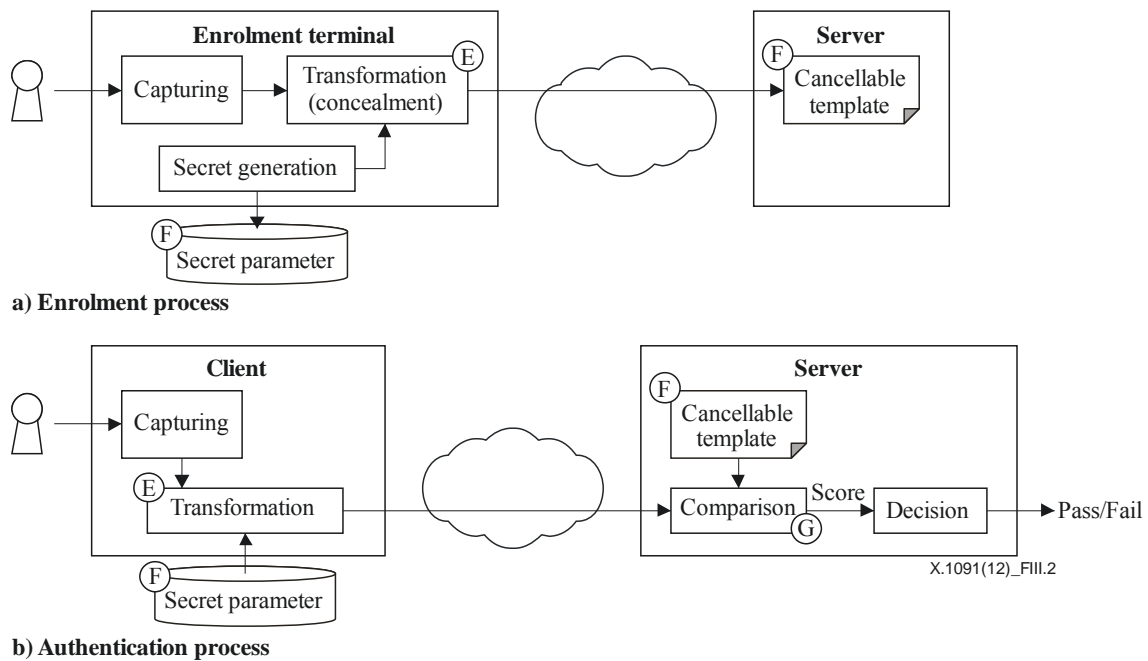 Enrolment terminal
E
Capturing
Transformation
(concealment)
Secret generation
F
Secret parameter
Server
F
Cancellable
template
a) Enrolment process
Client
Capturing
E
Transformation
F
Secret parameter
Server
F
Cancellable
template
Comparison
G
Score
Decision
Pass/Fail
X.1091(12)_FIII.2
b) Authentication process